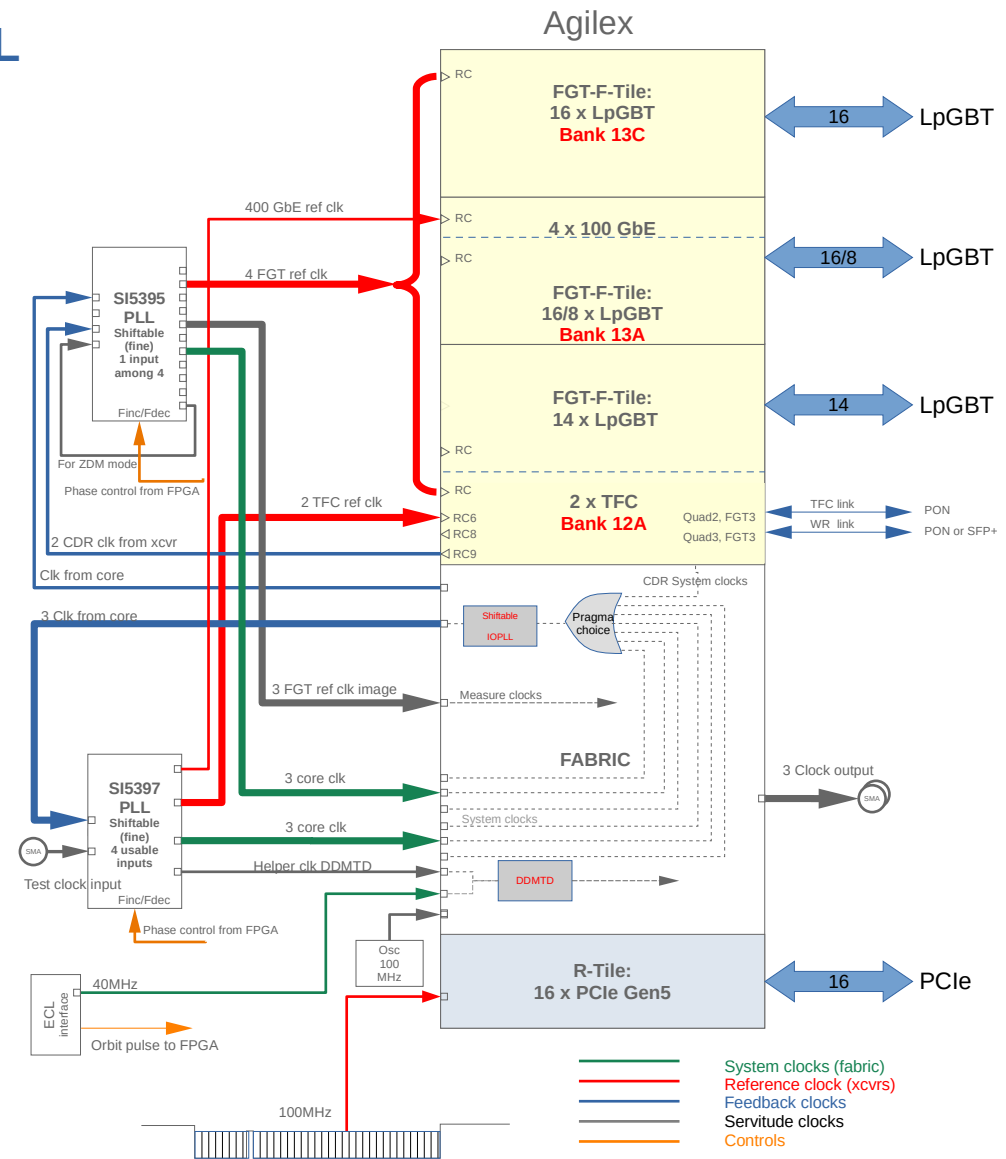 L
Agilex
RC
FGT-F-Tile:
16 x LpGBT
Bank 13C
16
LpGBT
400 GbE ref clk
RC
4 x 100 GbE
RC
16/8
LpGBT
4 FGT ref clk
SI5395
PLL
Shiftable
(fine)
1 input
among 4
Finc/Fdec
FGT-F-Tile:
16/8 x LpGBT
Bank 13A
FGT-F-Tile:
14 x LpGBT
14
LpGBT
RC
For ZDM mode
Phase control from FPGA
RC
2 TFC ref clk
2 x TFC
Bank 12A
RC6
RC8
RC9
Quad2, FGT3
Quad3, FGT3
TFC link
PON
WR link
PON or SFP+
2 CDR clk from xcvr
Clk from core
CDR System clocks
3 Clk from core
Shiftable
IOPLL
Pragma
choice
3 FGT ref clk image
Measure clocks
FABRIC
SI5397
PLL
Shiftable
(fine)
4 usable
inputs
Finc/Fdec
3 core clk
3 Clock output
SMA
System clocks
3 core clk
SMA
Test clock input
Helper clk DDMTD
DDMTD
Phase control from FPGA
Osc
100
MHz
R-Tile:
16 x PCIe Gen5
16
PCIe
ECL
interface
40MHz
Orbit pulse to FPGA
100MHz
System clocks (fabric)
Reference clock (xcvrs)
Feedback clocks
Servitude clocks
Controls